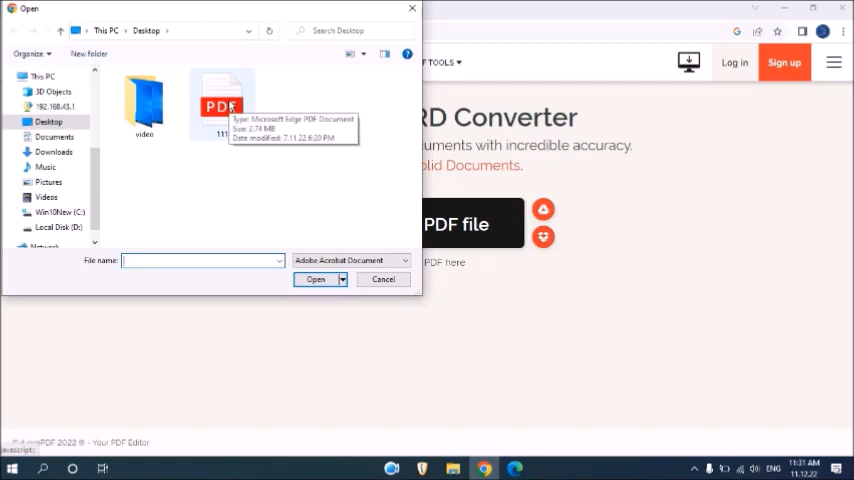 Open
This PC
Desktop
Search Desktop
Organize
New folder
This PC
3D Objects
192.168.43.1
Desktop
Documents
Downloads
Music
Pictures
Videos
Win10New (C:)
Local Disk (D:)
video
PDF
111
Type: Microsoft Edge PDF Document
Size: 2.74 MB
Date modified: 7.11.22 6:20 PM
File name:
Adobe Acrobat Document
Open
Cancel
TOOLS
Log in
Sign up
RD Converter
cuments with incredible accuracy.
olid Documents.
PDF file
PDF here
PDF 2022 ® - Your PDF Editor
javascript:
ENG
11:31 AM
11.12.22